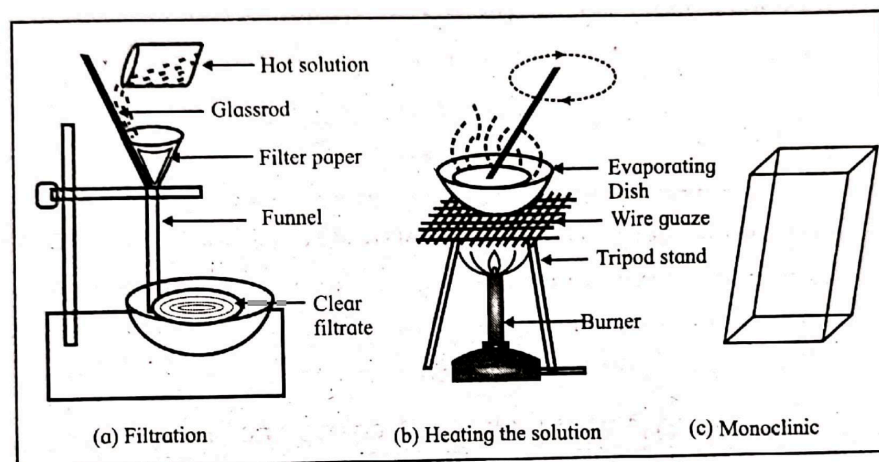 Hot solution
Glassrod
Filter paper
Funnel
Clear
filtrate
(a) Filtration
Evaporating
Dish
Wire guaze
Tripod stand
Burner
(b) Heating the solution
(c) Monoclinic